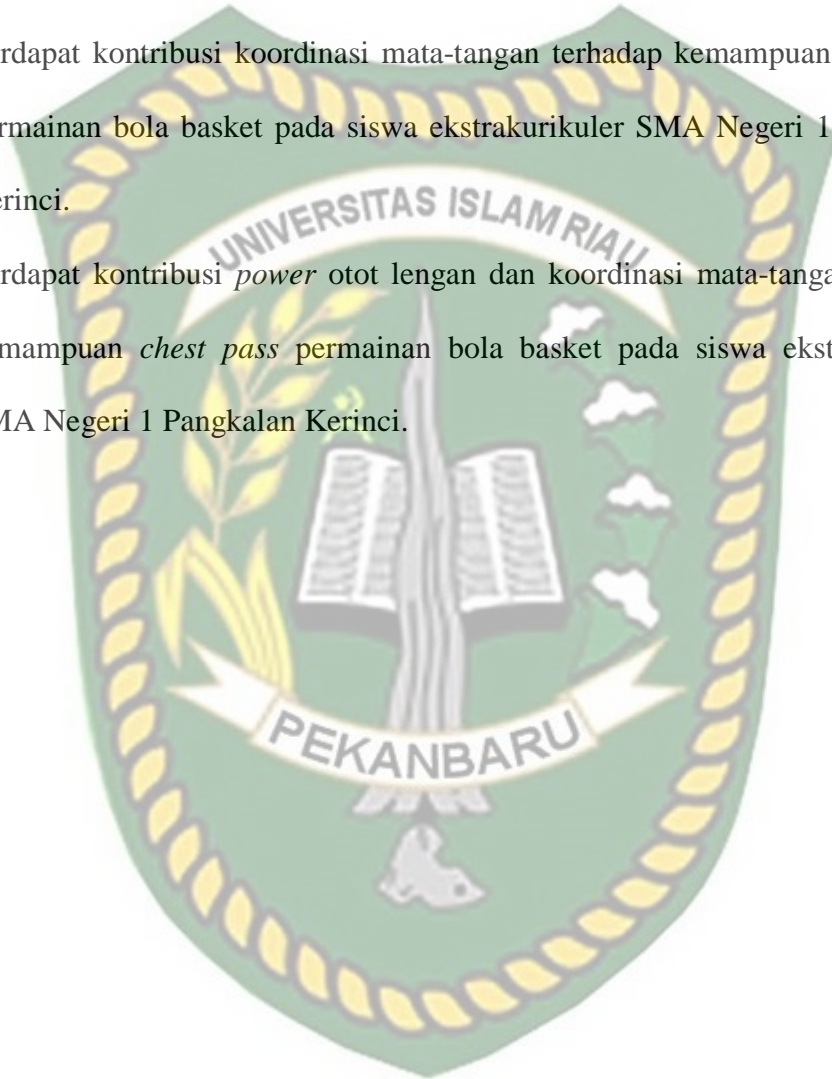 rdapat kontribusi koordinasi mata-tangan terhadap kemampuan
rmainan bola basket pada siswa ekstrakurikuler SMA Negeri 1
erinci.
UNIVERSITAS ISLAM RIAU
rdapat kontribusi power otot lengan dan koordinasi mata-tanga
mampuan chest pass permainan bola basket pada siswa ekst
MA Negeri 1 Pangkalan Kerinci.
PEKANBARU